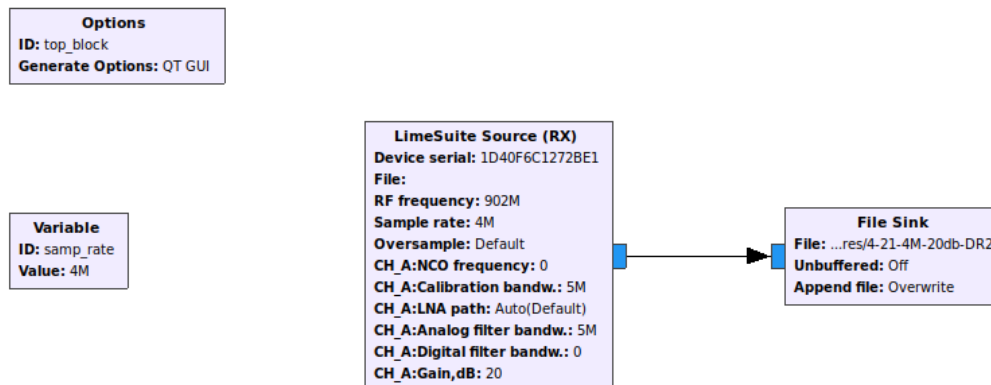 Options
ID: top_block
Generate Options: QT GUI
Variable
ID: samp_rate
Value: 4M
LimeSuite Source (RX)
Device serial: 1D40F6C1272BE1
File:
RF frequency: 902M
Sample rate: 4M
Oversample: Default
CH_A:NCO frequency: 0
CH_A:Calibration bandw.: 5M
CH_A:LNA path: Auto(Default)
CH_A:Analog filter bandw.: 5M
CH_A:Digital filter bandw.: 0
CH_A:Gain,dB: 20
File Sink
File: ...res/4-21-4M-20db-DR2
Unbuffered: Off
Append file: Overwrite